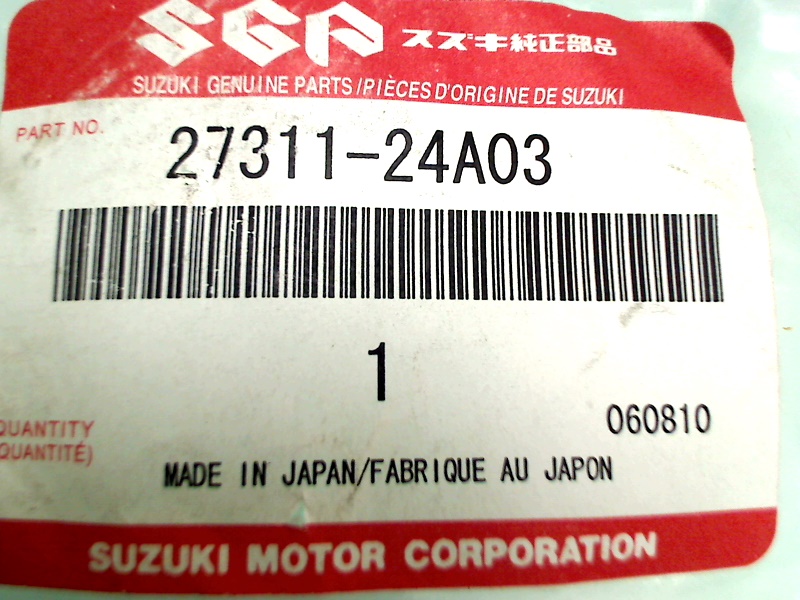 SGP スズキ純正部品
SUZUKI GENUINE PARTS/PIÈCES D'ORIGINE DE SUZUKI
PART NO.
27311-24A03
1
060810
QUANTITY
QUANTITÉ)
MADE IN JAPAN/FABRIQUE AU JAPON
SUZUKI MOTOR CORPORATION